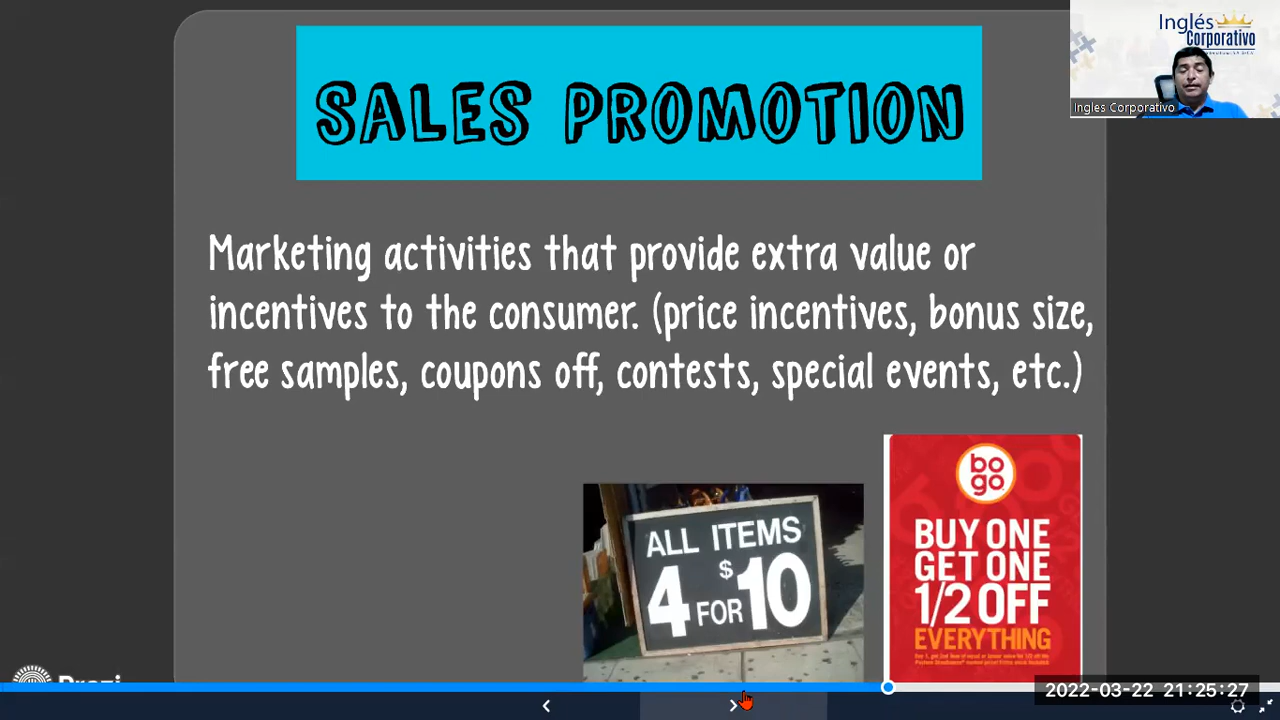 SALES PROMOTION
Inglés
Corporativo
Ingles Corporativo
Marketing activities that provide extra value or
incentives to the consumer. (price incentives, bonus size,
free samples, coupons off, contests, special events, etc.)
ALL ITEMS
4 FOR $10
bo
go
BUY ONE
GET ONE
1/2 OFF
EVERYTHING
Prezi
2022-03-22 21:25:27